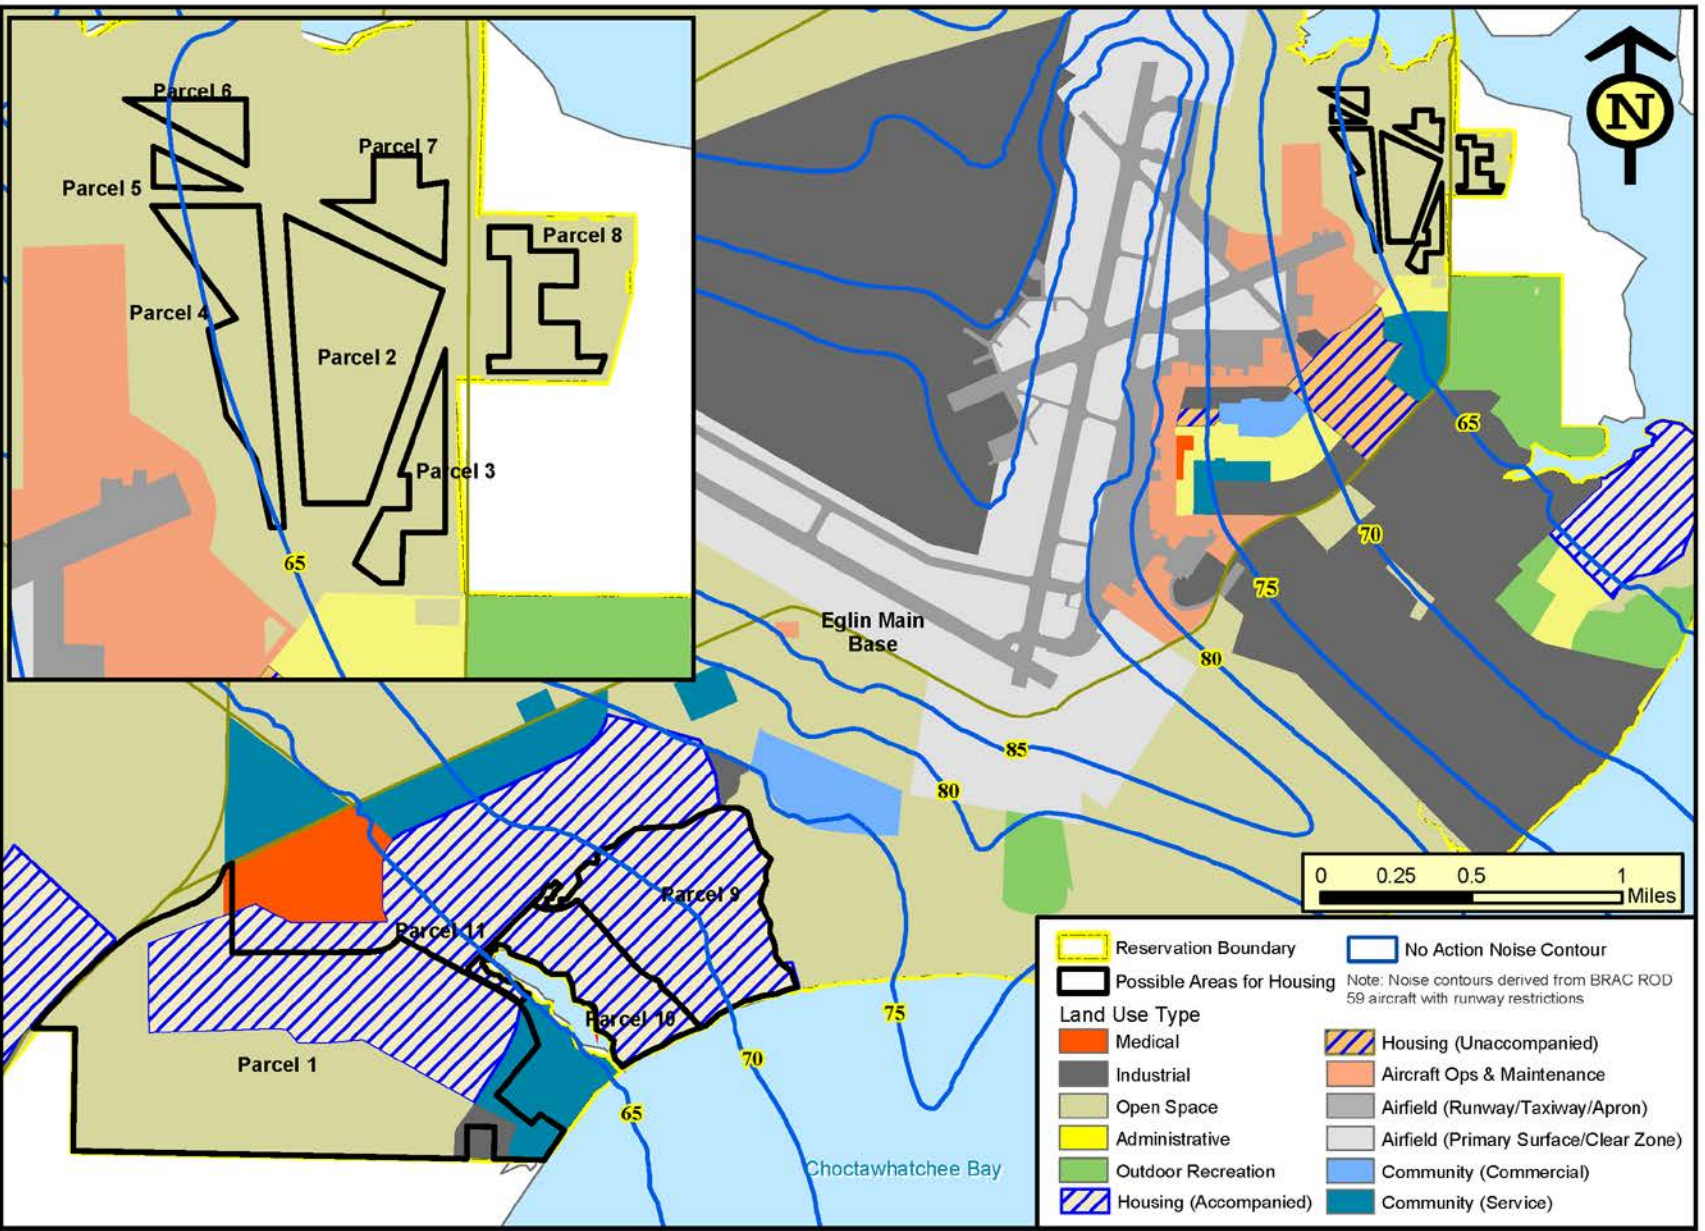 Parcel 6
Parcel 7
Parcel 5
Parcel 8
Parcel 4
Parcel 2
Parcel 3
65
N
65
70
75
Eglin Main
Base
80
85
80
Parcel 9
Parcel 11
Parcel 10
Parcel 1
75
70
65
Choctawhatchee Bay
0 0.25 0.5 1
Miles
Reservation Boundary
Possible Areas for Housing
No Action Noise Contour
Note: Noise contours derived from BRAC ROD
59 aircraft with runway restrictions
Land Use Type
Medical
Industrial
Open Space
Administrative
Outdoor Recreation
Housing (Accompanied)
Housing (Unaccompanied)
Aircraft Ops & Maintenance
Airfield (Runway/Taxiway/Apron)
Airfield (Primary Surface/Clear Zone)
Community (Commercial)
Community (Service)